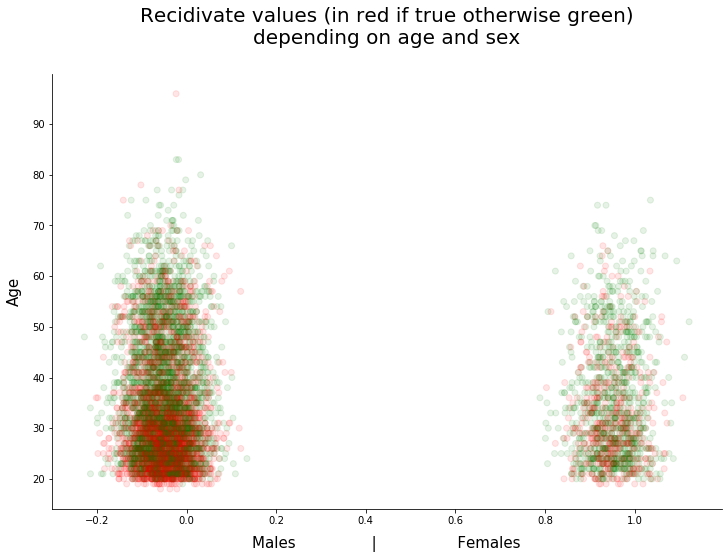 Recidivate values (in red if true otherwise green)
depending on age and sex
Age
90
80
70
60
50
40
30
20
−0.2 0.0 0.2 0.4 0.6 0.8 1.0
Males | Females